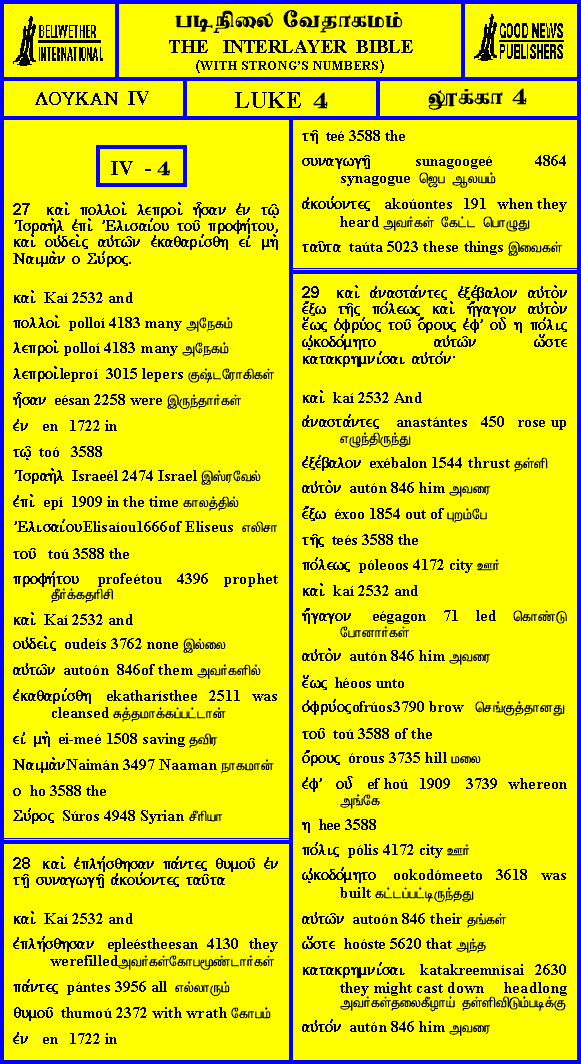 BELLWETHER
INTERNATIONAL
படிநிலை வேதாகமம்
THE INTERLAYER BIBLE
(WITH STRONG'S NUMBERS)
GOOD NEWS
PUBLISHERS
ΛΟΥΚΑΝ IV
LUKE 4
லூக்கா 4
IV - 4
27 καὶ πολλοὶ λεπροὶ ἦσαν ἐν τῷ
Ἰσραὴλ ἐπὶ Ἐλισαίου τοῦ προφήτου,
καὶ οὐδεὶς αὐτῶν ἐκαθαρίσθη εἰ μὴ
Ναιμὰν ο Σύρος.
καὶ Kaí 2532 and
πολλοὶ polloí 4183 many அநேகம்
λεπροὶ polloí 4183 many அநேகம்
λεπροὶ leproí 3015 lepers குஷ்டரோகிகள்
ἦσαν eésan 2258 were இருந்தார்கள்
ἐν en 1722 in
τῷ toó 3588
Ἰσραὴλ Israeél 2474 Israel இஸ்ரவேல்
ἐπὶ epí 1909 in the time காலத்தில்
Ἐλισαίου Elisaíou1666of Eliseus எலிசா
τοῦ toú 3588 the
προφήτου profeétou 4396 prophet
தீர்க்கதரிசி
καὶ Kaí 2532 and
οὐδεὶς oudeís 3762 none இல்லை
αὐτῶν autoón 846of them அவர்களில்
ἐκαθαρίσθη ekatharísthee 2511 was
cleansed சுத்தமாக்கப்பட்டான்
εἰ μὴ ei-meé 1508 saving தவிர
Ναιμὰν Naimán 3497 Naaman நாகமான்
ο ho 3588 the
Σύρος Súros 4948 Syrian சீரியா
28 καὶ ἐπλήσθησαν πάντες θυμοῦ ἐν
τῇ συναγωγῇ ἀκούοντες ταῦτα
καὶ Kaí 2532 and
ἐπλήσθησαν epleéstheesan 4130 they
werefilledஅவர்கள்கோபமூண்டார்கள்
πάντες pántes 3956 all எல்லாரும்
θυμοῦ thumoú 2372 with wrath கோபம்
ἐν en 1722 in
τῇ teé 3588 the
συναγωγῇ sunagoogeé 4864
synagogue ஜெப ஆலயம்
ἀκούοντες akoúontes 191 when they
heard அவர்கள் கேட்ட பொழுது
ταῦτα taúta 5023 these things இவைகள்
29 καὶ ἀναστάντες ἐξέβαλον αὐτὸν
ἔξω τῆς πόλεως καὶ ἤγαγον αὐτὸν
ἕως ὀφρύος τοῦ ὄρους ἐφ' οὗ η πόλις
ᾠκοδόμητο αὐτῶν ὥστε
κατακρημνίσαι αὐτόν·
καὶ kaí 2532 And
ἀναστάντες anastántes 450 rose up
எழுந்திருந்து
ἐξέβαλον exébalon 1544 thrust தள்ளி
αὐτὸν autón 846 him அவரை
ἔξω éxoo 1854 out of புறம்பே
τῆς teés 3588 the
πόλεως póleoos 4172 city ஊர்
καὶ kaí 2532 and
ἤγαγον eégagon 71 led கொண்டு
போனார்கள்
αὐτὸν autón 846 him அவரை
ἕως héoos unto
ὀφρύος ofrúos3790 brow செங்குத்தானது
τοῦ toú 3588 of the
ὄρους órous 3735 hill மலை
ἐφ' οὗ ef hoú 1909 3739 whereon
அங்கே
η hee 3588
πόλις pólis 4172 city ஊர்
ᾠκοδόμητο ookodómeeto 3618 was
built கட்டப்பட்டிருந்தது
αὐτῶν autoón 846 their தங்கள்
ὥστε hoóste 5620 that அந்த
κατακρημνίσαι katakreemnísai 2630
they might cast down headlong
அவர்கள்தலைகீழாய் தள்ளிவிடும்படிக்கு
αὐτόν autón 846 him அவரை